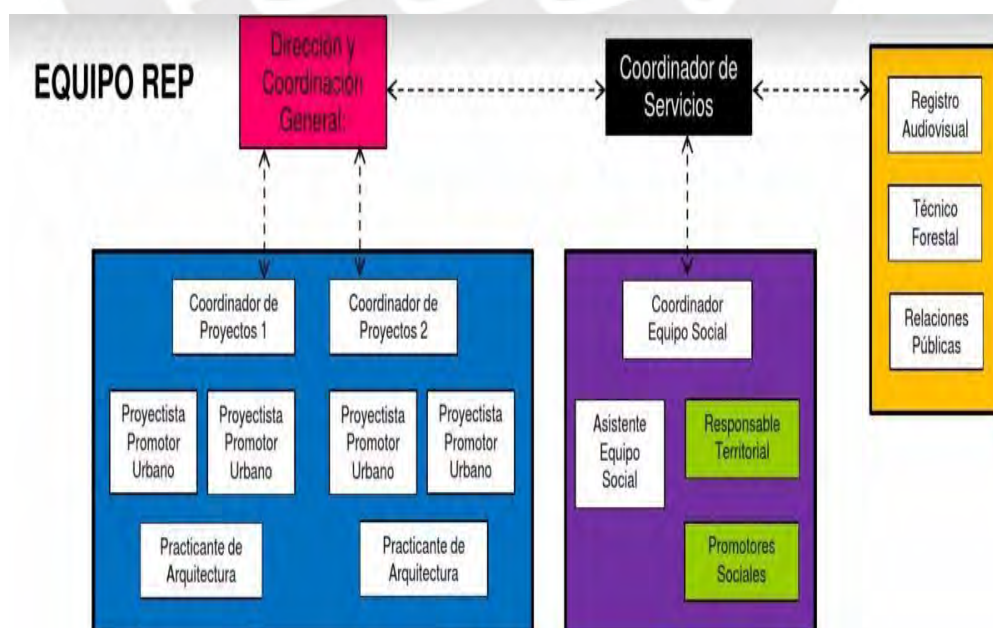 EQUIPO REP
Dirección y
Coordinación
General:
Coordinador de
Servicios
Registro
Audiovisual
Técnico
Forestal
Relaciones
Públicas
Coordinador de
Proyectos 1
Coordinador de
Proyectos 2
Proyectista
Promotor
Urbano
Proyectista
Promotor
Urbano
Proyectista
Promotor
Urbano
Proyectista
Promotor
Urbano
Practicante de
Arquitectura
Practicante de
Arquitectura
Coordinador
Equipo Social
Asistente
Equipo
Social
Responsable
Territorial
Promotores
Sociales